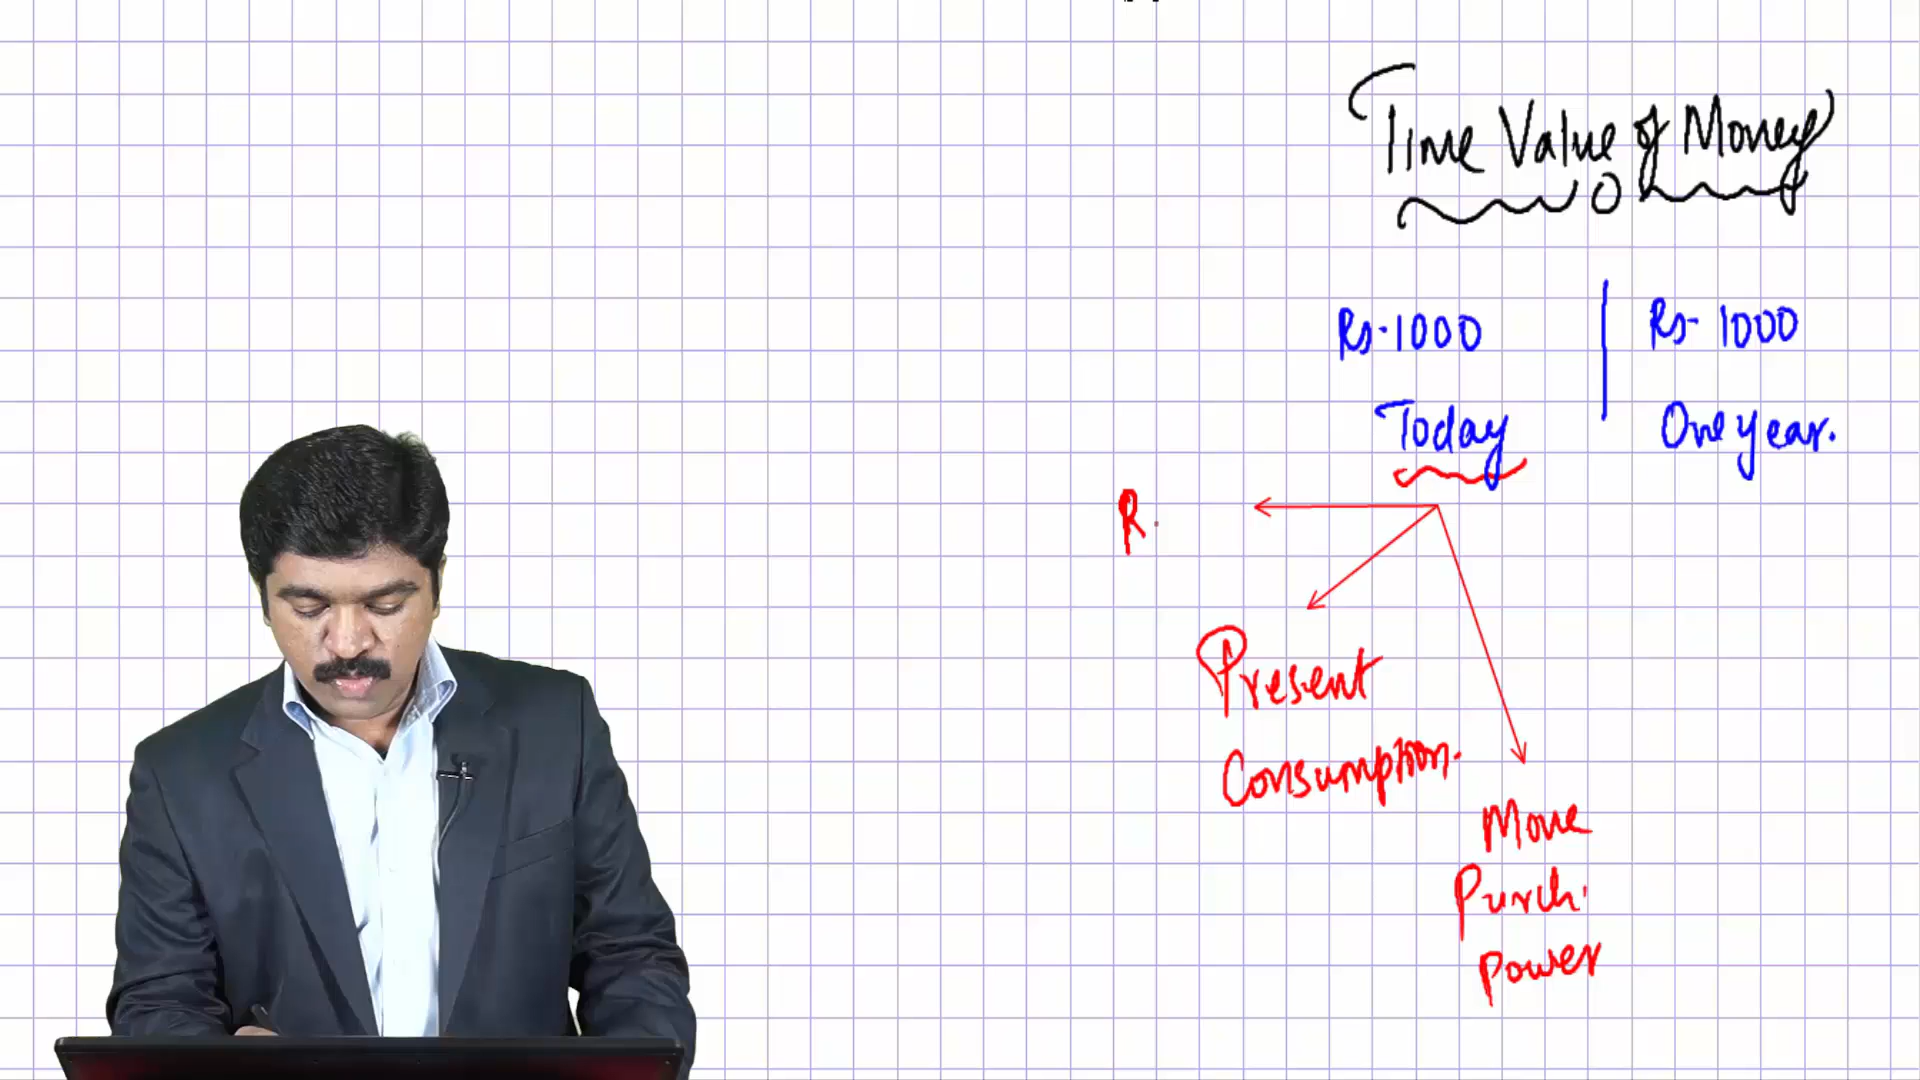 Time Value of Money
Rs. 1000
Rs. 1000
Today
One year.
R.
Present
Consumption.
More
Purch.
Power